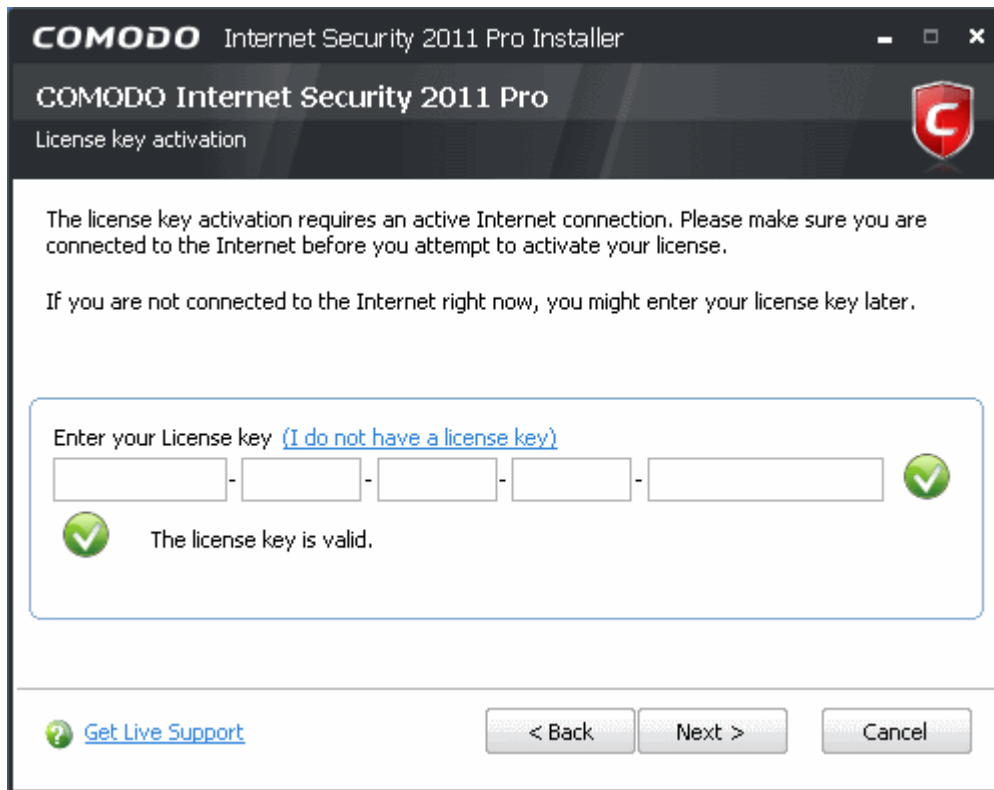 COMODO Internet Security 2011 Pro Installer
COMODO Internet Security 2011 Pro
License key activation
The license key activation requires an active Internet connection. Please make sure you are
connected to the Internet before you attempt to activate your license.
If you are not connected to the Internet right now, you might enter your license key later.
Enter your License key (I do not have a license key)
- - - -
The license key is valid.
Get Live Support
< Back
Next >
Cancel